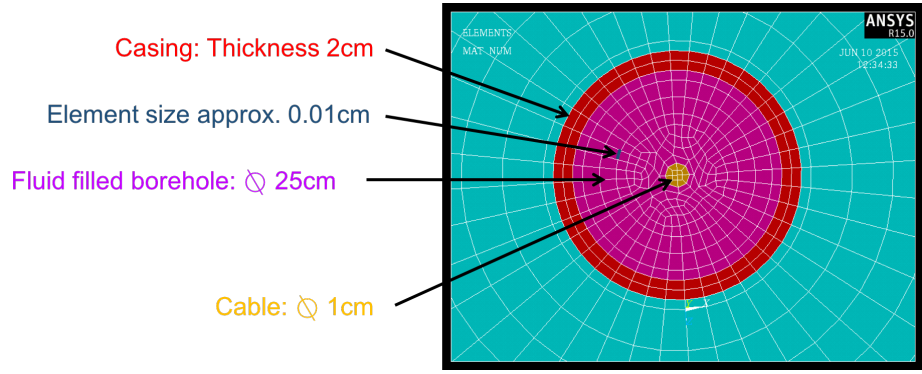 Casing: Thickness 2cm
Element size approx. 0.01cm
Fluid filled borehole: ∅ 25cm
Cable: ∅ 1cm
ELEMENTS
MAT NUM
ANSYS
R15.0
JUN 10 2015
12:34:33